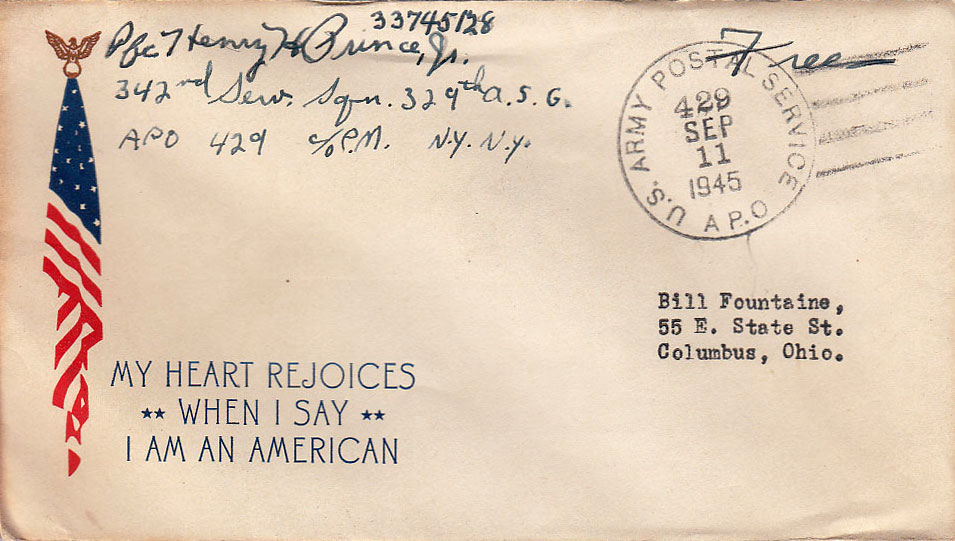 33745128
Pfc Henry H Prince, Jr.
342nd Serv. Sqn. 329th A.S.G.
APO 429 c/o P.M. N.Y. N.Y.
Free
U.S. ARMY POSTAL SERVICE
429
SEP
11
1945
A.P.O
Bill Fountaine,
55 E. State St.
Columbus, Ohio.
MY HEART REJOICES
★★ WHEN I SAY ★★
I AM AN AMERICAN